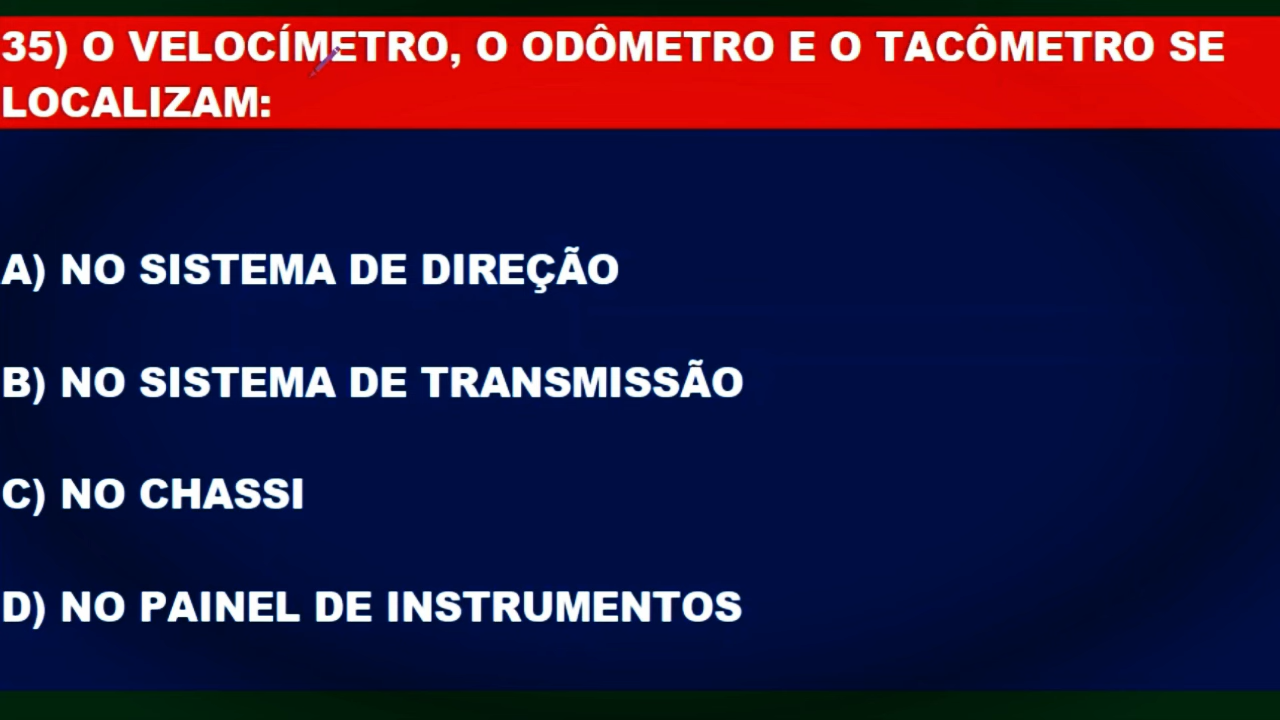 35) O VELOCÍMETRO, O ODÔMETRO E O TACÔMETRO SE
LOCALIZAM:
A) NO SISTEMA DE DIREÇÃO
B) NO SISTEMA DE TRANSMISSÃO
C) NO CHASSI
D) NO PAINEL DE INSTRUMENTOS